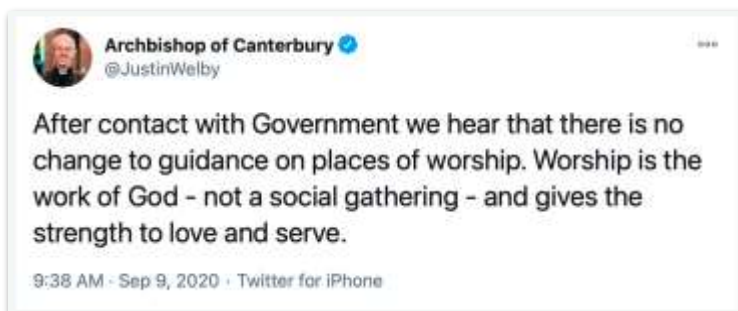 Archbishop of Canterbury
@JustinWelby
After contact with Government we hear that there is no
change to guidance on places of worship. Worship is the
work of God - not a social gathering - and gives the
strength to love and serve.
9:38 AM · Sep 9, 2020 · Twitter for iPhone